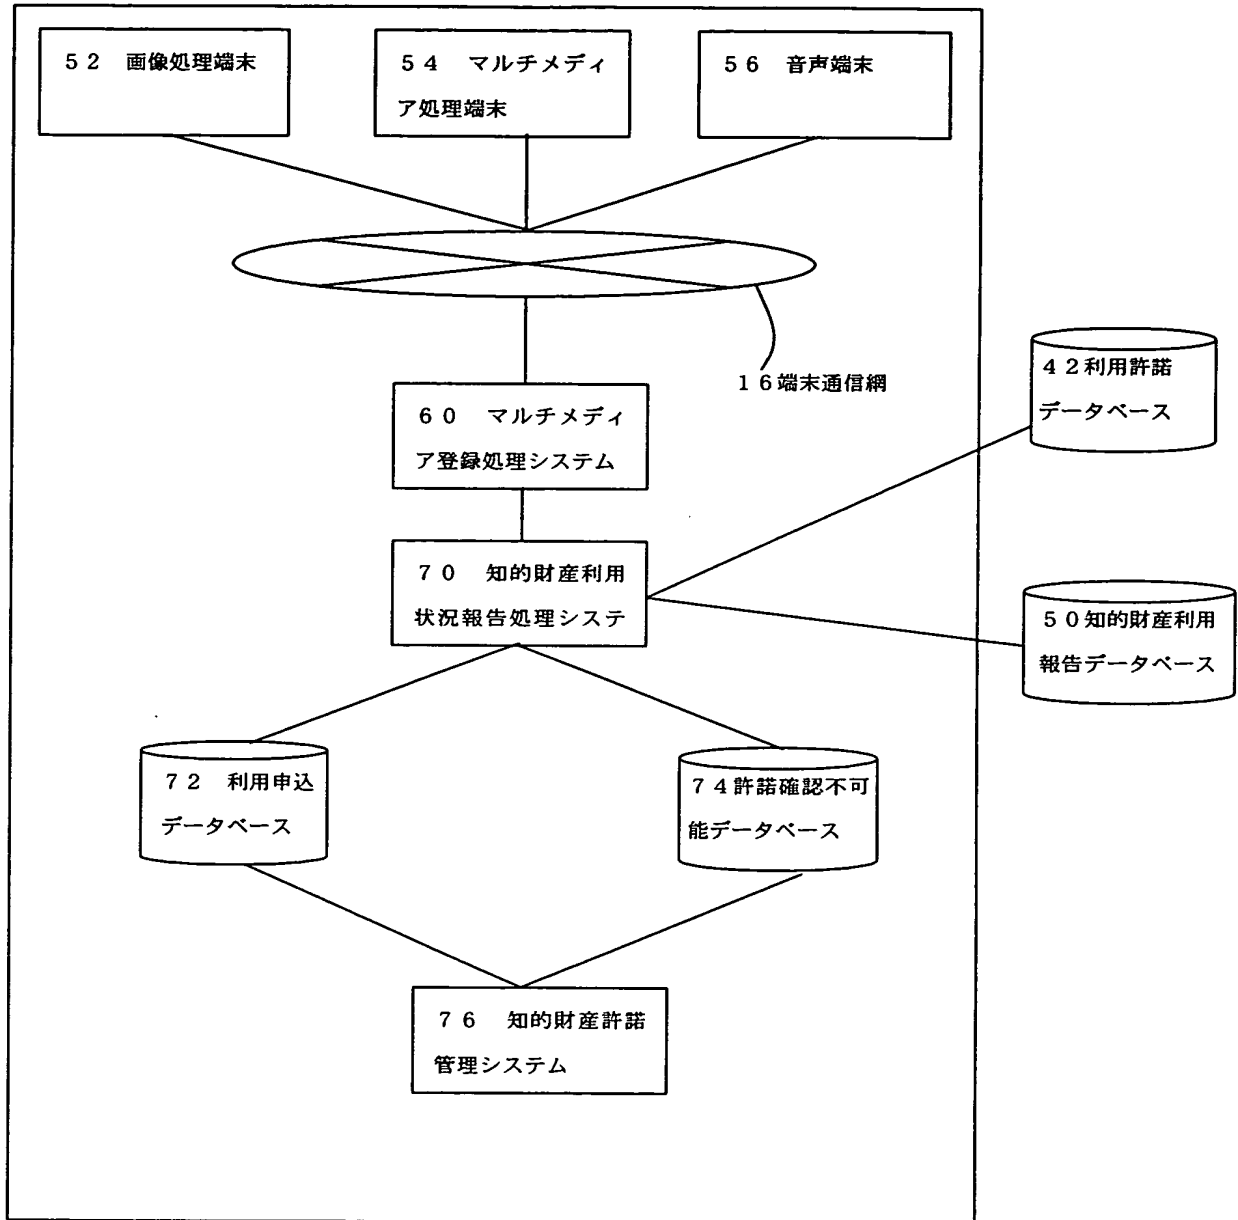 ５２　画像処理端末
５４　マルチメディ
ア処理端末
５６　音声端末
１６端末通信網
４２利用許諾
データベース
６０　マルチメディ
ア登録処理システム
７０　知的財産利用
状況報告処理システ
５０知的財産利用
報告データベース
７２　利用申込
データベース
７４許諾確認不可
能データベース
７６　知的財産許諾
管理システム